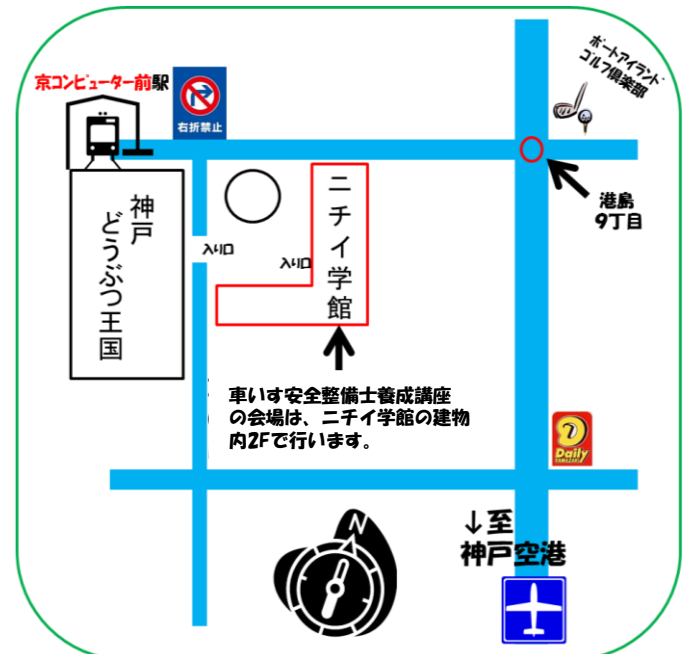 京コンピューター前駅
右折禁止
ポートアイランド
ゴルフ倶楽部
港島
9丁目
神戸
どうぶつ王国
入り口
入り口
ニチイ学館
車いす安全整備士養成講座
の会場は、ニチイ学館の建物
内2Fで行います。
Daily
YAMAZAKI
N
↓至
神戸空港